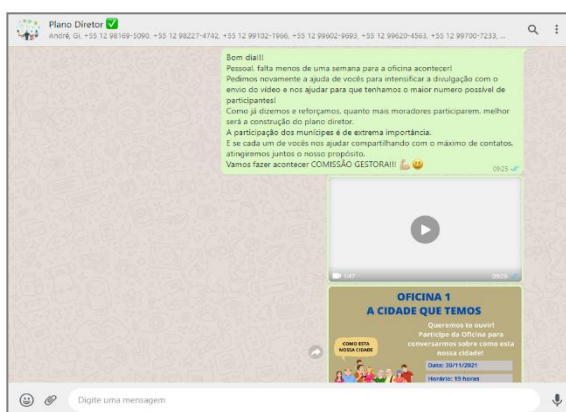 Plano Diretor ✅
André, Gi, +55 12 98169-5090, +55 12 98227-4742, +55 12 99102-1966, +55 12 99602-9693, +55 12 99620-4563, +55 12 99700-7233, ...
Bom dia!!!
Pessoal, falta menos de uma semana para a oficina acontecer!
Pedimos novamente a ajuda de vocês para intensificar a divulgação com o
envio do vídeo e nos ajudar para que tenhamos o maior numero possível de
participantes!
Como já dizemos e reforçamos, quanto mais moradores participarem, melhor
será a construção do plano diretor.
A participação dos munícipes é de extrema importância.
E se cada um de vocês nos ajudar compartilhando com o máximo de contatos,
atingiremos juntos o nosso propósito.
Vamos fazer acontecer COMISSÃO GESTORA!!! 💪 😃
09:25
1:47
09:26
OFICINA 1
A CIDADE QUE TEMOS
Queremos te ouvir!
Participe da Oficina para
conversarmos sobre como esta
nossa cidade!
COMO ESTA
NOSSA CIDADE
Data: 30/11/2021
Horário: 19 horas
Digite uma mensagem